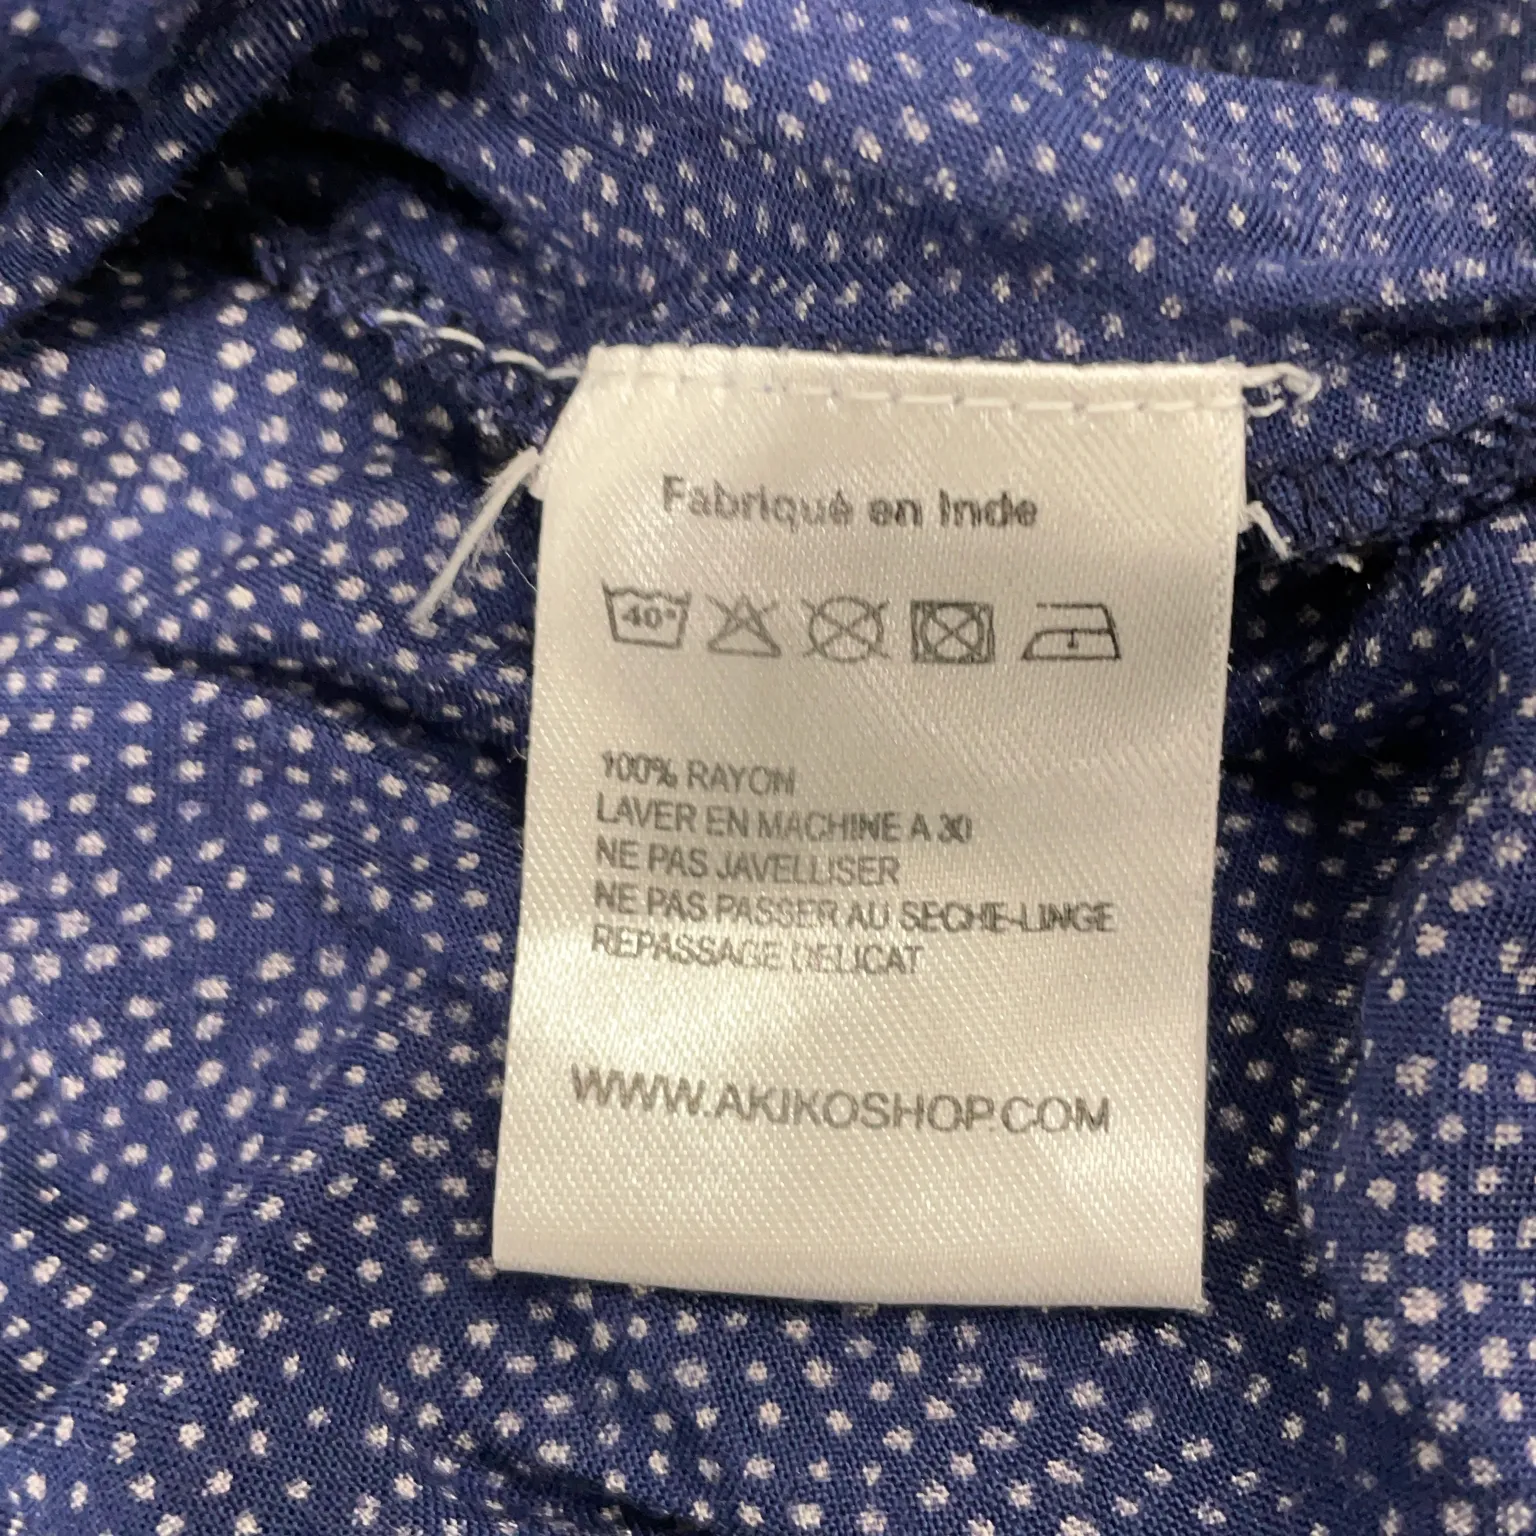 Fabriqué en Inde
40°
100% RAYON
LAVER EN MACHINE A 30
NE PAS JAVELLISER
NE PAS PASSER AU SECHE-LINGE
REPASSAGE DELICAT
WWW.AKIKOSHOP.COM